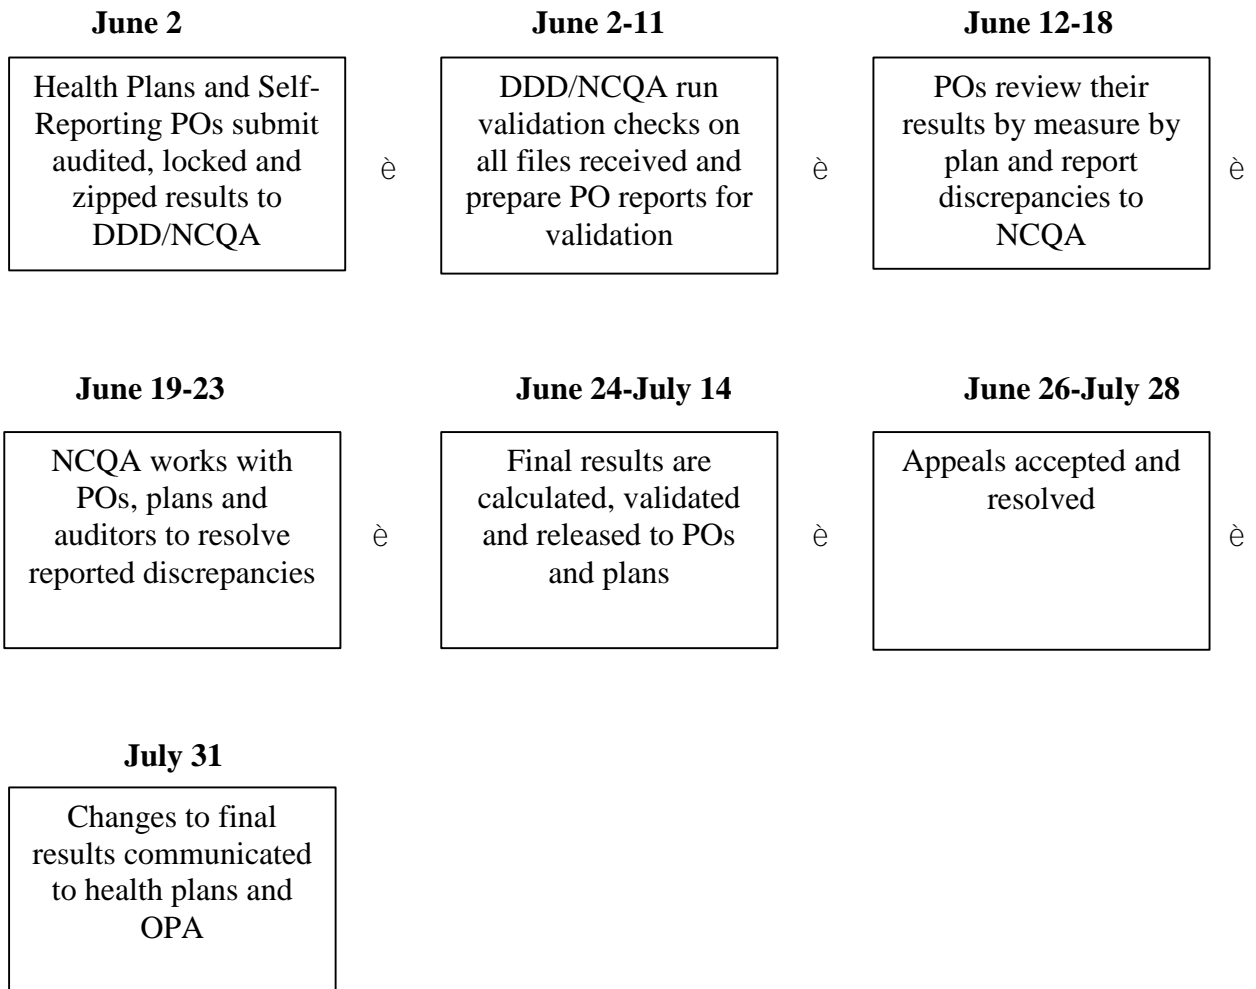 June 2
Health Plans and Self-
Reporting POs submit
audited, locked and
zipped results to
DDD/NCQA
è
June 2-11
DDD/NCQA run
validation checks on
all files received and
prepare PO reports for
validation
è
June 12-18
POs review their
results by measure by
plan and report
discrepancies to
NCQA
è
June 19-23
NCQA works with
POs, plans and
auditors to resolve
reported discrepancies
è
June 24-July 14
Final results are
calculated, validated
and released to POs
and plans
è
June 26-July 28
Appeals accepted and
resolved
è
July 31
Changes to final
results communicated
to health plans and
OPA